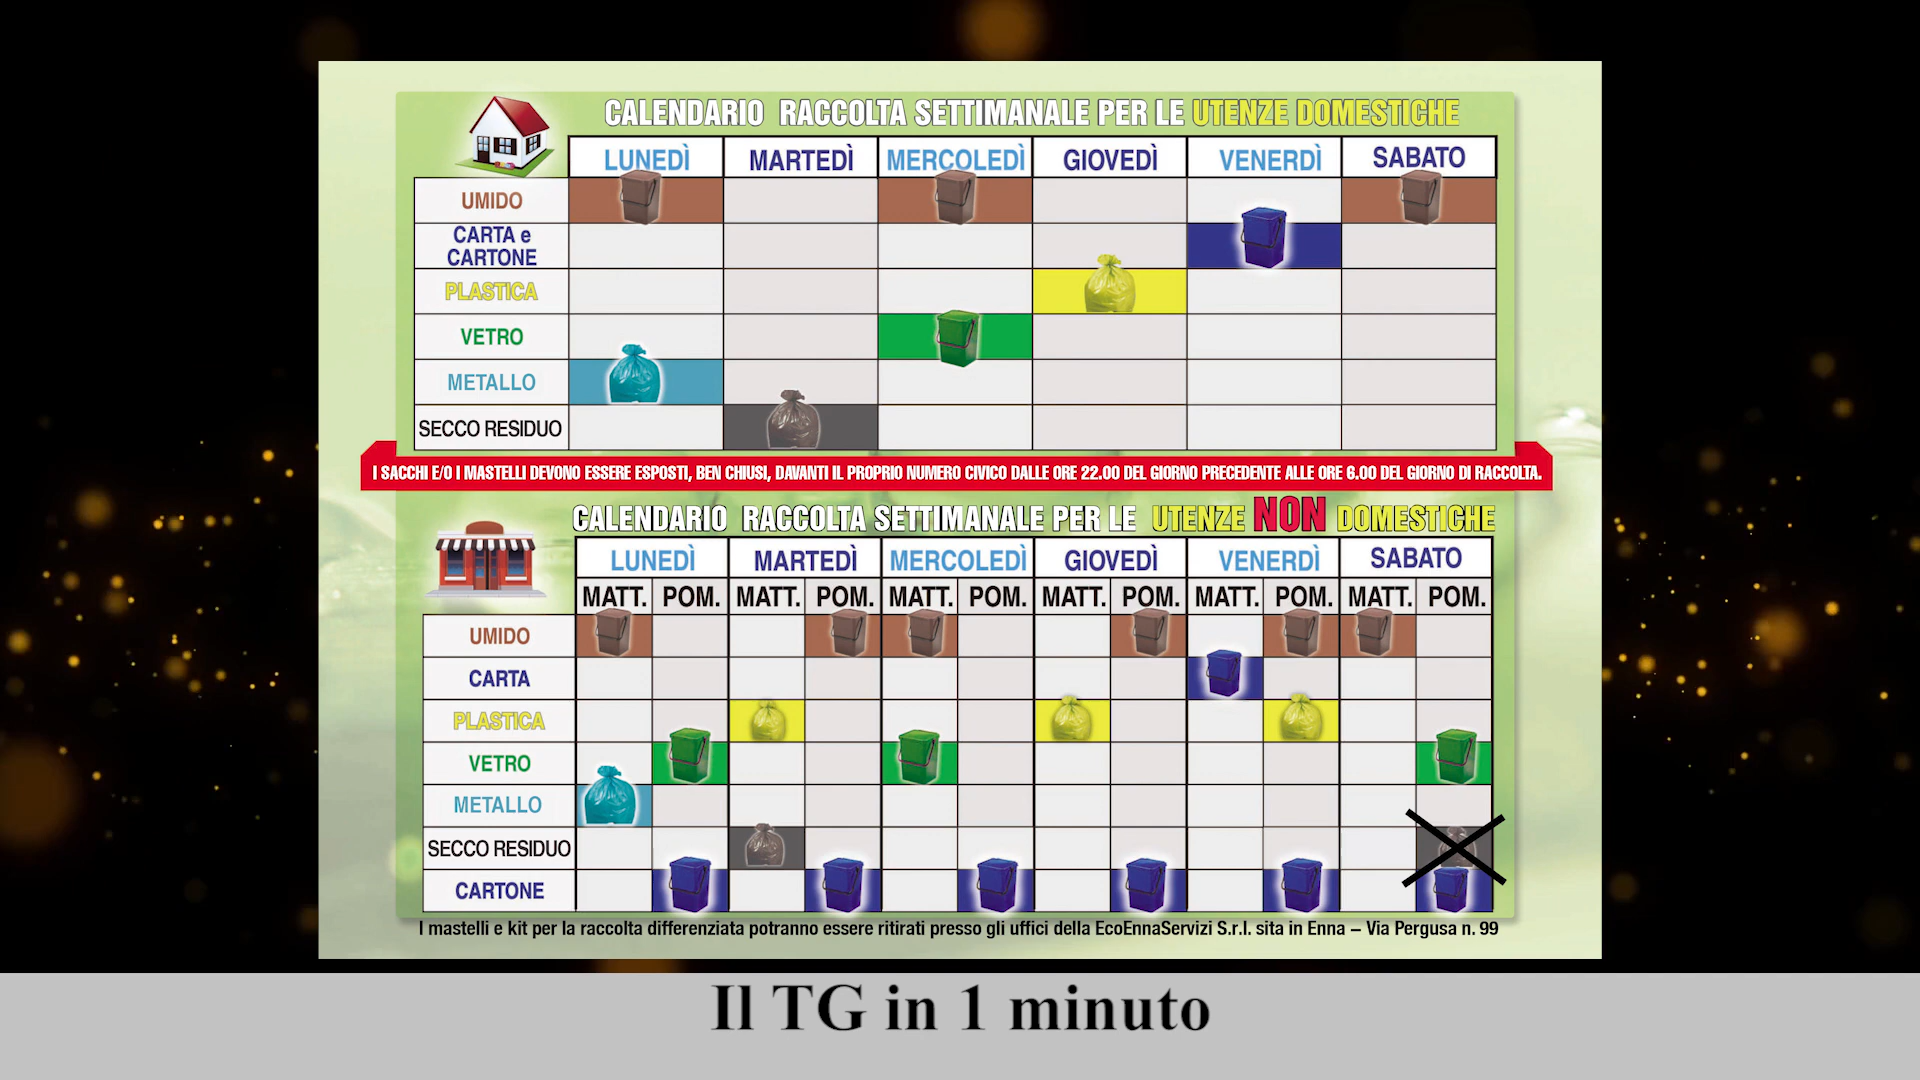 CALENDARIO RACCOLTA SETTIMANALE PER LE UTENZE DOMESTICHE
LUNEDÌ MARTEDÌ MERCOLEDÌ GIOVEDÌ VENERDÌ SABATO
UMIDO
CARTA e
CARTONE
PLASTICA
VETRO
METALLO
SECCO RESIDUO
I SACCHI E/O I MASTELLI DEVONO ESSERE ESPOSTI, BEN CHIUSI, DAVANTI IL PROPRIO NUMERO CIVICO DALLE ORE 22.00 DEL GIORNO PRECEDENTE ALLE ORE 6.00 DEL GIORNO DI RACCOLTA.
CALENDARIO RACCOLTA SETTIMANALE PER LE UTENZE NON DOMESTICHE
LUNEDÌ MARTEDÌ MERCOLEDÌ GIOVEDÌ VENERDÌ SABATO
MATT. POM. MATT. POM. MATT. POM. MATT. POM. MATT. POM. MATT. POM.
UMIDO
CARTA
PLASTICA
VETRO
METALLO
SECCO RESIDUO
CARTONE
I mastelli e kit per la raccolta differenziata potranno essere ritirati presso gli uffici della EcoEnnaServizi S.r.l. sita in Enna – Via Pergusa n. 99
Il TG in 1 minuto